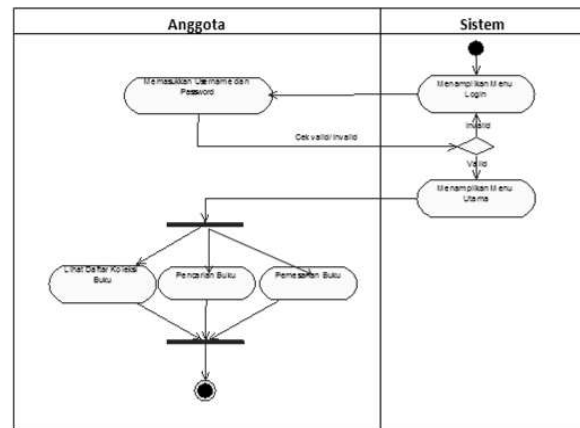 Anggota
Sistem
Memasukkan Username dan
Password
Menampilkan Menu
Login
Invalid
Cek valid/ Invalid
Valid
Menampilkan Menu
Utama
Lihat Daftar Koleksi
Buku
Pencarian Buku
Pemesanan Buku